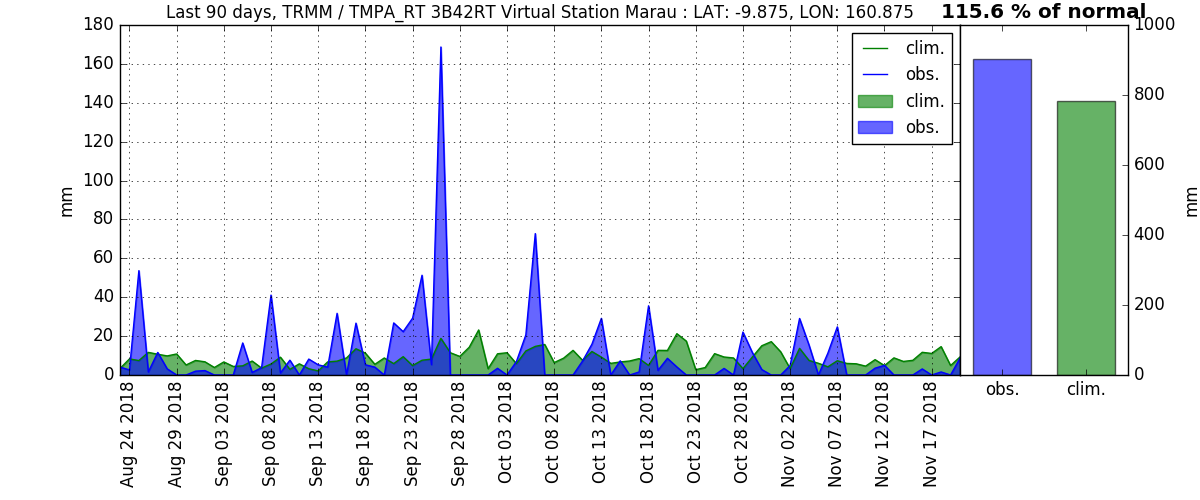 Last 90 days, TRMM / TMPA_RT 3B42RT Virtual Station Marau : LAT: -9.875, LON: 160.875
115.6 % of normal
180
160
140
120
100
80
60
40
20
0
mm
clim.
obs.
clim.
obs.
Aug 24 2018
Aug 29 2018
Sep 03 2018
Sep 08 2018
Sep 13 2018
Sep 18 2018
Sep 23 2018
Sep 28 2018
Oct 03 2018
Oct 08 2018
Oct 13 2018
Oct 18 2018
Oct 23 2018
Oct 28 2018
Nov 02 2018
Nov 07 2018
Nov 12 2018
Nov 17 2018
1000
800
600
400
200
0
mm
obs.
clim.